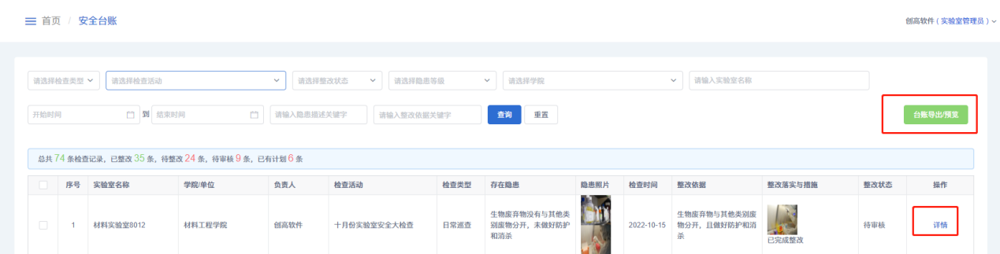 首页 / 安全台账
创高软件 ( 实验室管理员 )
请选择检查类型 请选择检查活动 请选择整改状态 请选择隐患等级 请选择学院 请输入实验室名称
开始时间 到 结束时间 请输入隐患描述关键字 请输入整改依据关键字 查询 重置 台账导出/预览
总共 74 条检查记录，已整改 35 条，待整改 24 条，待审核 9 条，已有计划 6 条
序号 实验室名称 学院/单位 负责人 检查活动 检查类型 存在隐患 隐患照片 检查时间 整改依据 整改落实与措施 整改状态 操作
1 材料实验室8012 材料工程学院 创高软件 十月份实验室安全大检查 日常巡查
生物废弃物没有与其他类
别废物分开，未做好防护
和消杀
2022-10-15
生物废弃物与其他类别废
物分开，且做好防护和消
杀
已完成整改
待审核
详情